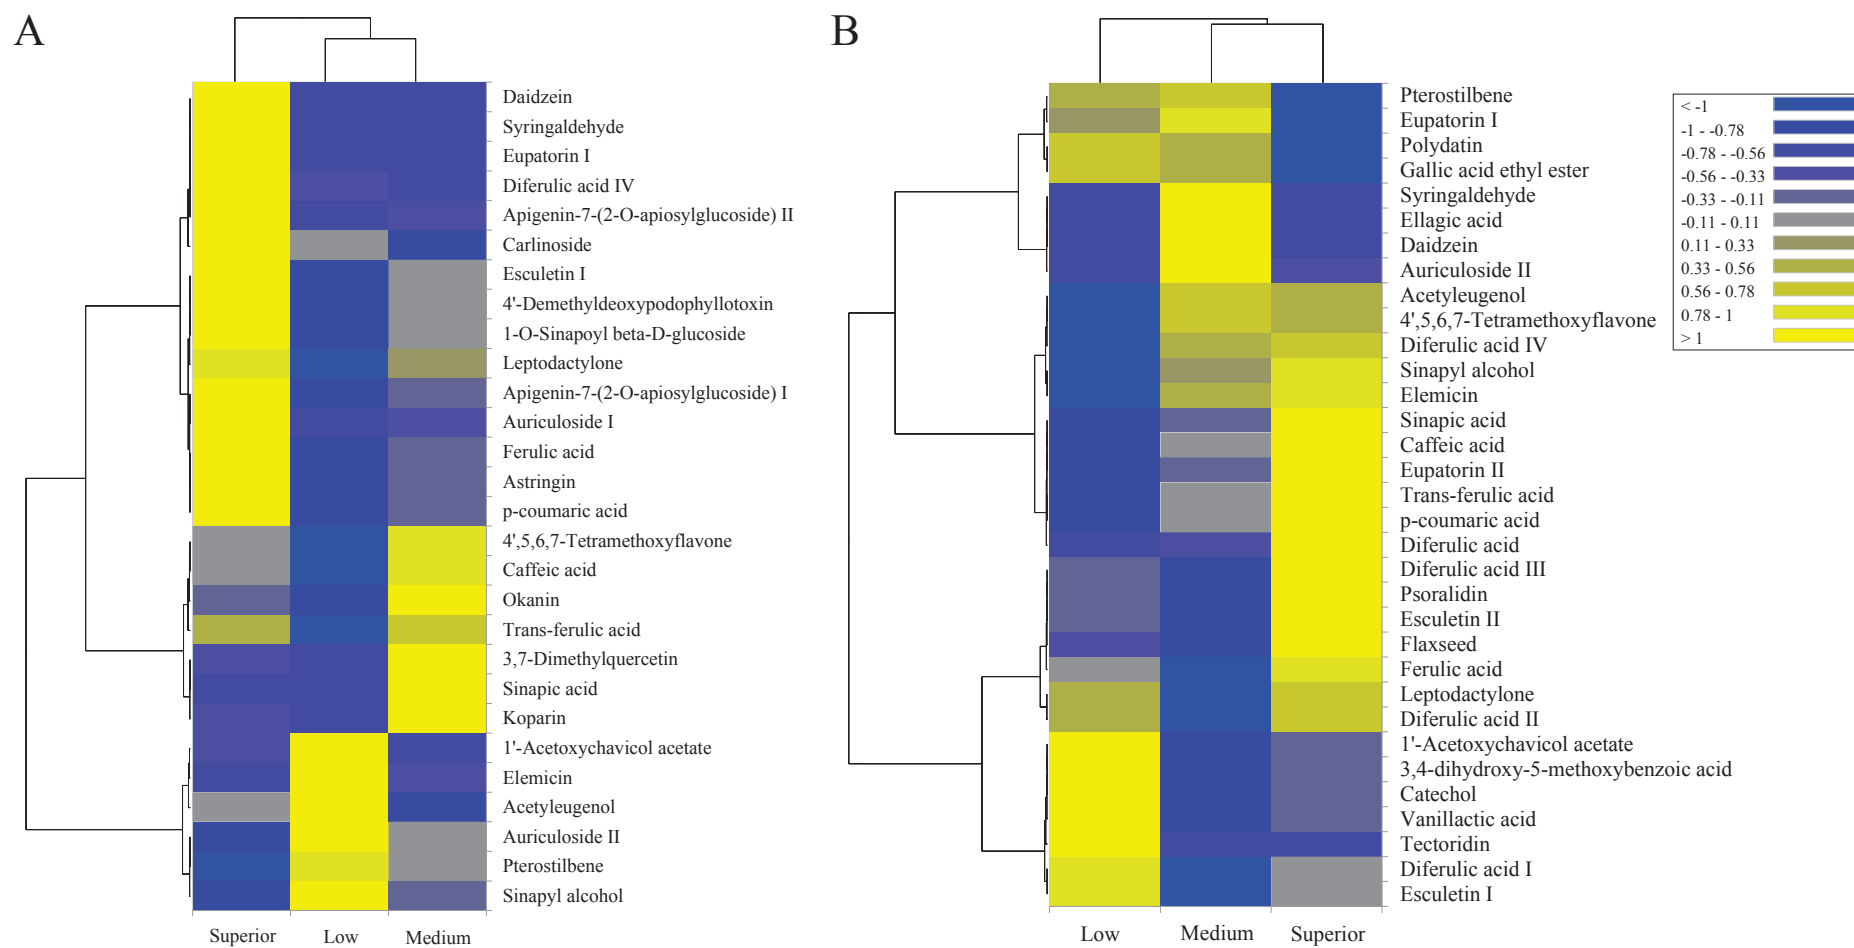 A
Daidzein
Syringaldehyde
Eupatorin I
Diferulic acid IV
Apigenin-7-(2-O-apiosylglucoside) II
Carlinoside
Esculetin I
4'-Demethyldeoxypodophyllotoxin
1-O-Sinapoyl beta-D-glucoside
Leptodactylone
Apigenin-7-(2-O-apiosylglucoside) I
Auriculoside I
Ferulic acid
Astringin
p-coumaric acid
4',5,6,7-Tetramethoxyflavone
Caffeic acid
Okanin
Trans-ferulic acid
3,7-Dimethylquercetin
Sinapic acid
Koparin
1'-Acetoxychavicol acetate
Elemicin
Acetyleugenol
Auriculoside II
Pterostilbene
Sinapyl alcohol
Superior Low Medium
B
Pterostilbene
Eupatorin I
Polydatin
Gallic acid ethyl ester
Syringaldehyde
Ellagic acid
Daidzein
Auriculoside II
Acetyleugenol
4',5,6,7-Tetramethoxyflavone
Diferulic acid IV
Sinapyl alcohol
Elemicin
Sinapic acid
Caffeic acid
Eupatorin II
Trans-ferulic acid
p-coumaric acid
Diferulic acid
Diferulic acid III
Psoralidin
Esculetin II
Flaxseed
Ferulic acid
Leptodactylone
Diferulic acid II
1'-Acetoxychavicol acetate
3,4-dihydroxy-5-methoxybenzoic acid
Catechol
Vanillactic acid
Tectoridin
Diferulic acid I
Esculetin I
Low Medium Superior
< -1
-1 - -0.78
-0.78 - -0.56
-0.56 - -0.33
-0.33 - -0.11
-0.11 - 0.11
0.11 - 0.33
0.33 - 0.56
0.56 - 0.78
0.78 - 1
> 1